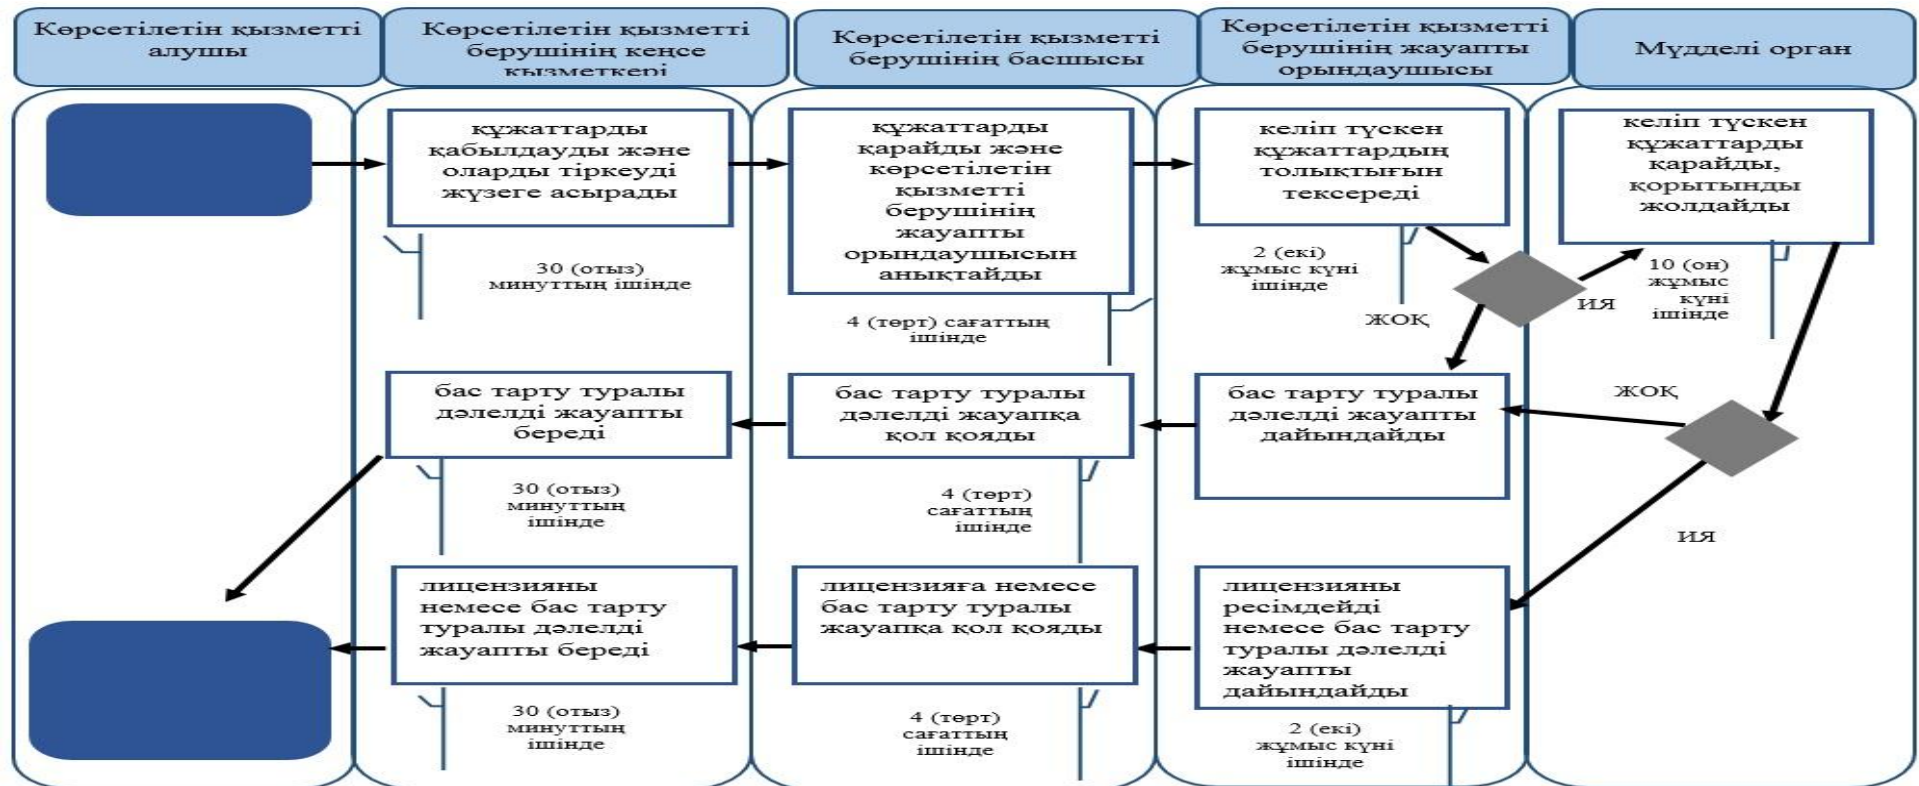 Көрсетілетін қызметті
алушы
Көрсетілетін қызметті
берушінің кеңсе
қызметкері
Көрсетілетін қызметті
берушінің басшысы
Көрсетілетін қызметті
берушінің жауапты
орындаушысы
Мүдделі орган
құжаттарды
қабылдауды және
оларды тіркеуді
жүзеге асырады
құжаттарды
қарайды және
көрсетілетін
қызметті
берушінің
жауапты
орындаушысын
анықтайды
келіп түскен
құжаттардың
толықтығын
тексереді
келіп түскен
құжаттарды
қарайды,
қорытынды
жолдайды
30 (отыз)
минуттың ішінде
4 (төрт) сағаттың
ішінде
2 (екі)
жұмыс күні
ішінде
ЖОҚ
ИЯ
10 (он)
жұмыс
күні
ішінде
бас тарту туралы
дәлелді жауапты
береді
бас тарту туралы
дәлелді жауапқа
қол қояды
бас тарту туралы
дәлелді жауапты
дайындайды
ЖОҚ
30 (отыз)
минуттың
ішінде
4 (төрт)
сағаттың
ішінде
ИЯ
лицензияны
немесе бас тарту
туралы дәлелді
жауапты береді
лицензияға немесе
бас тарту туралы
жауапқа қол қояды
лицензияны
ресімдейді
немесе бас тарту
туралы дәлелді
жауапты
дайындайды
30 (отыз)
минуттың
ішінде
4 (төрт)
сағаттың
ішінде
2 (екі)
жұмыс күні
ішінде